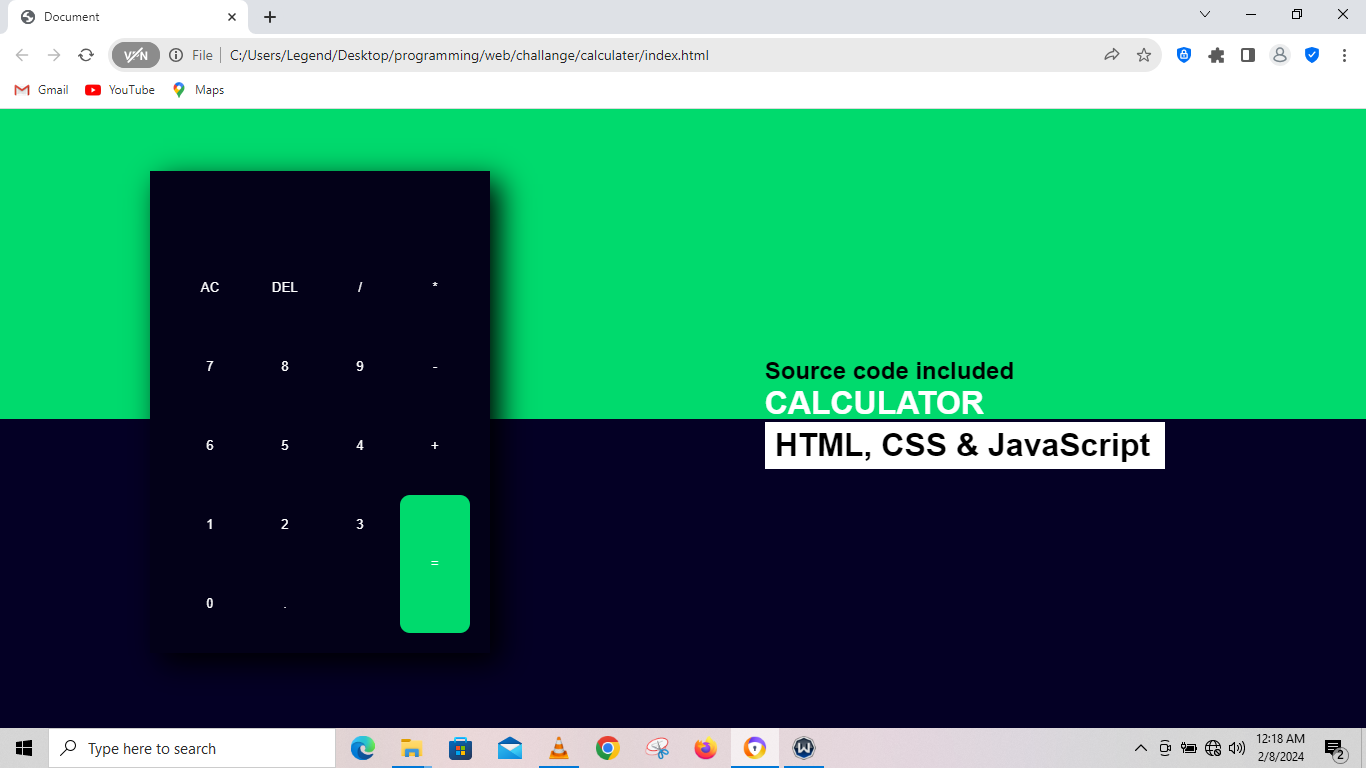 Document
VPN
File
C:/Users/Legend/Desktop/programming/web/challange/calculater/index.html
Gmail YouTube Maps
AC DEL / *
7 8 9 -
6 5 4 +
1 2 3
=
0 .
Source code included
CALCULATOR
HTML, CSS & JavaScript
Type here to search
12:18 AM
2/8/2024
2